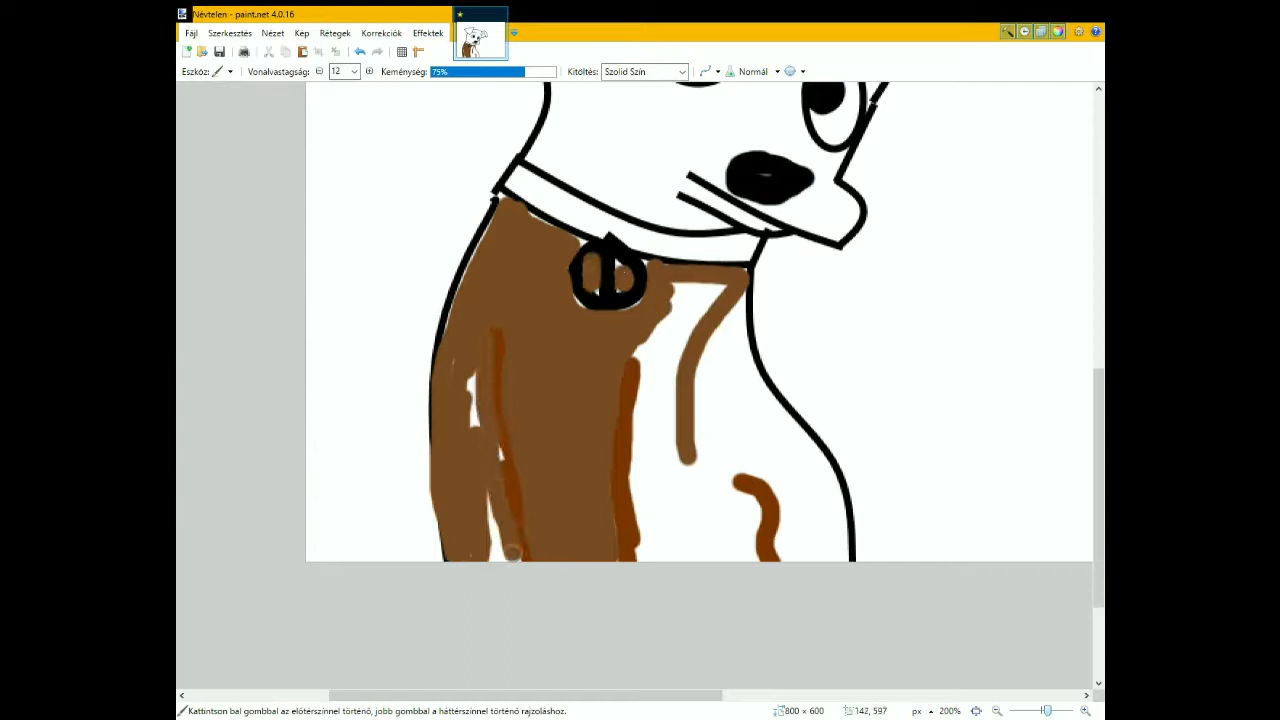 Névtelen - paint.net 4.0.16
Fájl Szerkesztés Nézet Kép Rétegek Korrekciók Effektek
Eszköz: Vonalvastagság: 12 Keménység: 75% Kitöltés: Szolid Szín Normál
Kattintson bal gombbal az előtérszínnel történő, jobb gombbal a háttérszínnel történő rajzoláshoz. 800 × 600 142, 597 px 200%